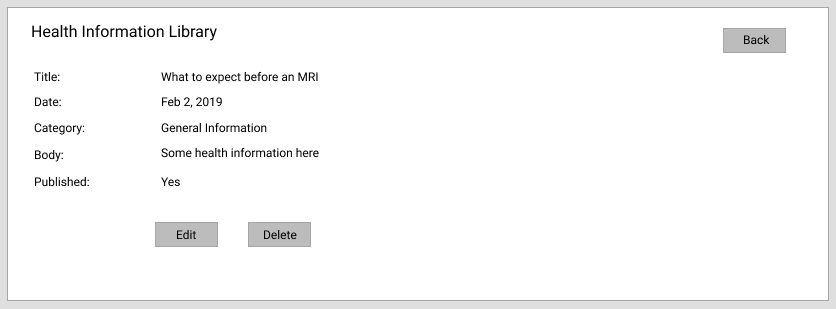 Health Information Library
Back
Title: What to expect before an MRI
Date: Feb 2, 2019
Category: General Information
Body: Some health information here
Published: Yes
Edit Delete